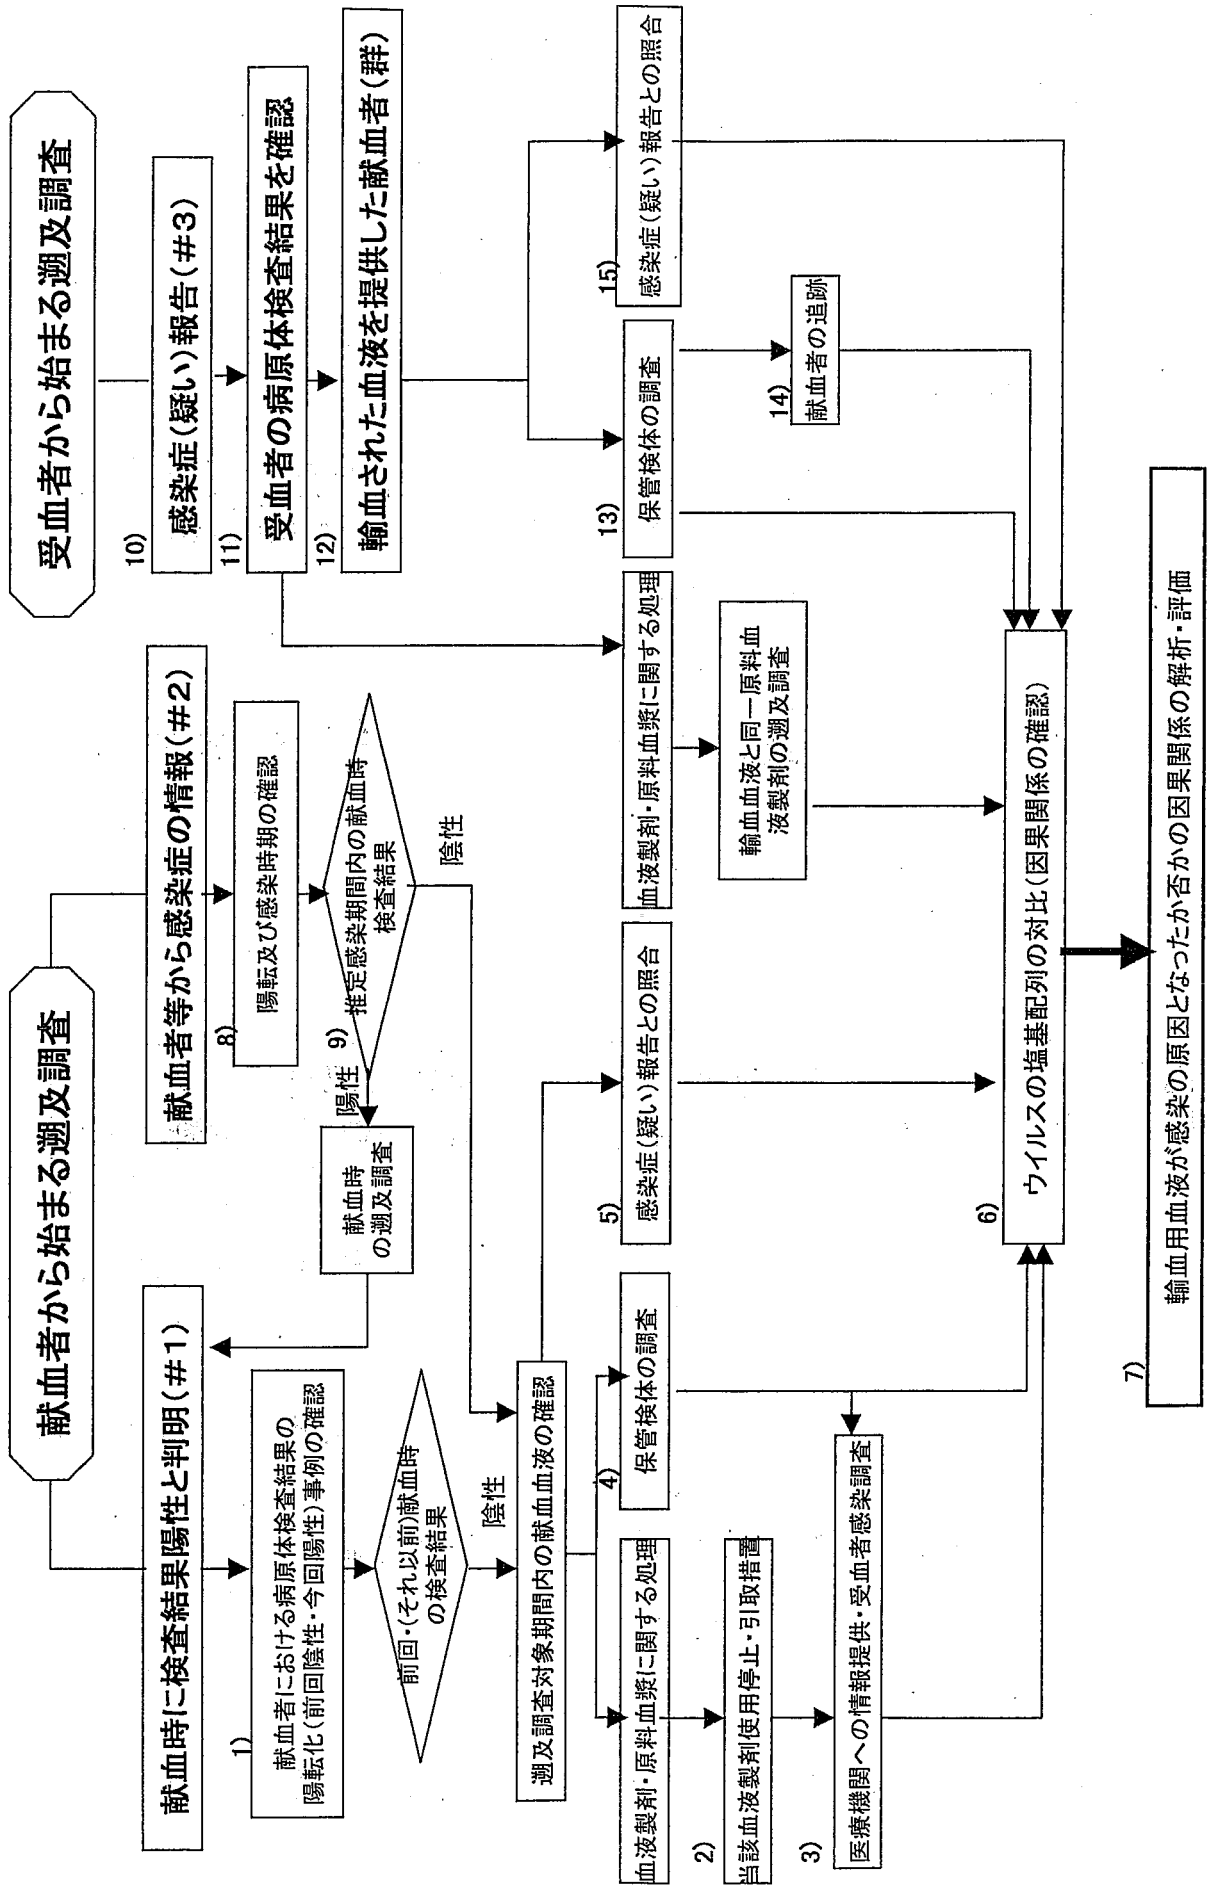 献血者から始まる遡及調査
献血時に検査結果陽性と判明(#1)
1)
献血者における病原体検査結果の
陽転化(前回陰性・今回陽性)事例の確認
前回・(それ以前)献血時
の検査結果
陰性
遡及調査対象期間内の献血血液の確認
血液製剤・原料血漿に関する処理
2)
当該血液製剤使用停止・引取措置
3)
医療機関への情報提供・受血者感染調査
4)
保管検体の調査
献血者等から感染症の情報(#2)
8)
陽転及び感染時期の確認
9)
推定感染期間内の献血時
検査結果
陽性
陰性
献血時
の遡及調査
5)
感染症(疑い)報告との照合
6)
ウイルスの塩基配列の対比(因果関係の確認)
7)
輸血用血液が感染の原因となったか否かの因果関係の解析・評価
受血者から始まる遡及調査
10)
感染症(疑い)報告(#3)
11)
受血者の病原体検査結果を確認
12)
輸血された血液を提供した献血者(群)
血液製剤・原料血漿に関する処理
輸血血液と同一原料血
液製剤の遡及調査
13)
保管検体の調査
14)
献血者の追跡
15)
感染症(疑い)報告との照合